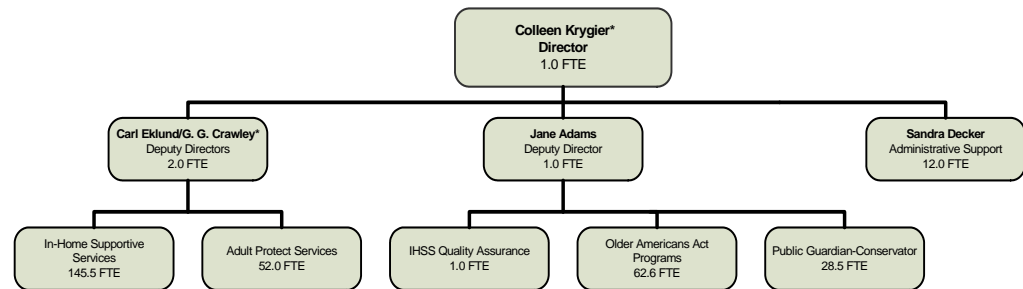 Colleen Krygier*
Director
1.0 FTE
Carl Eklund/G. G. Crawley*
Deputy Directors
2.0 FTE
Jane Adams
Deputy Director
1.0 FTE
Sandra Decker
Administrative Support
12.0 FTE
In-Home Supportive
Services
145.5 FTE
Adult Protect Services
52.0 FTE
IHSS Quality Assurance
1.0 FTE
Older Americans Act
Programs
62.6 FTE
Public Guardian-Conservator
28.5 FTE